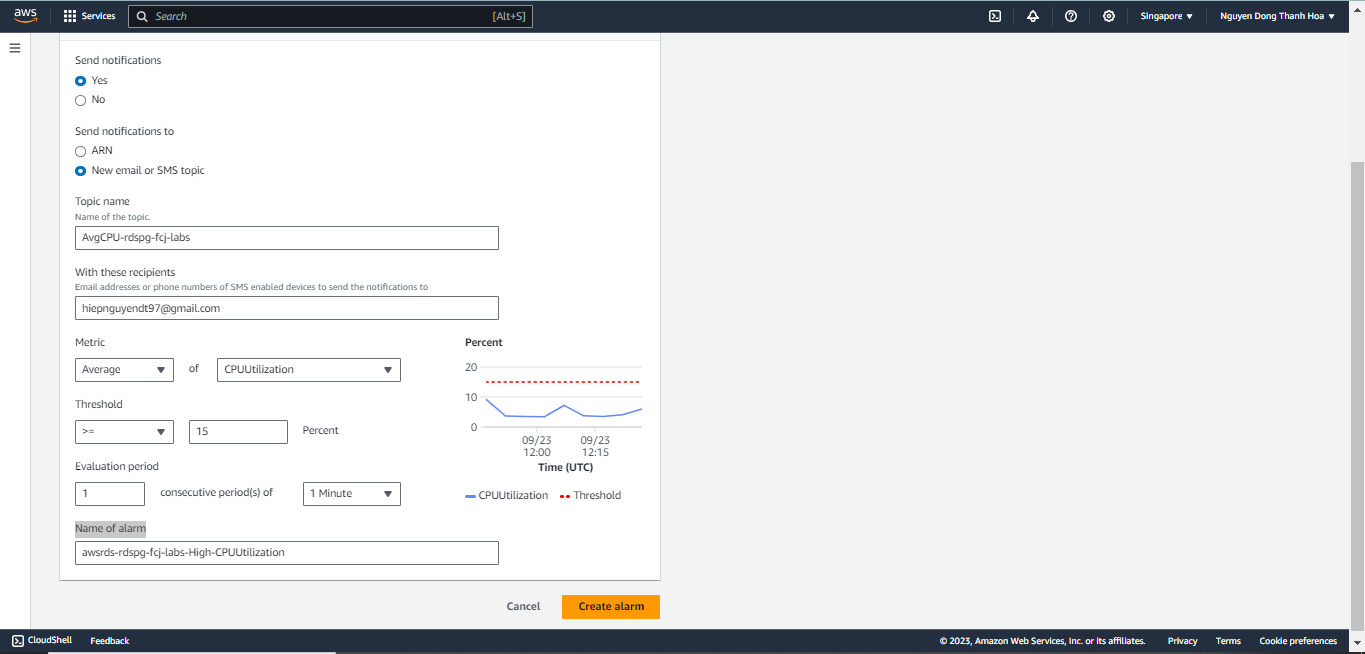 aws
Services
Search
[Alt+S]
Singapore ▼
Nguyen Dong Thanh Hoa ▼
Send notifications
Yes
No
Send notifications to
ARN
New email or SMS topic
Topic name
Name of the topic.
AvgCPU-rdspg-fcj-labs
With these recipients
Email addresses or phone numbers of SMS enabled devices to send the notifications to
hiepnguyendt97@gmail.com
Metric
Average
of
CPUUtilization
Threshold
>=
15
Percent
Evaluation period
1
consecutive period(s) of
1 Minute
Percent
20
10
0
09/23
12:00
09/23
12:15
Time (UTC)
CPUUtilization
Threshold
Name of alarm
awsrds-rdspg-fcj-labs-High-CPUUtilization
Cancel
Create alarm
CloudShell
Feedback
© 2023, Amazon Web Services, Inc. or its affiliates.
Privacy
Terms
Cookie preferences